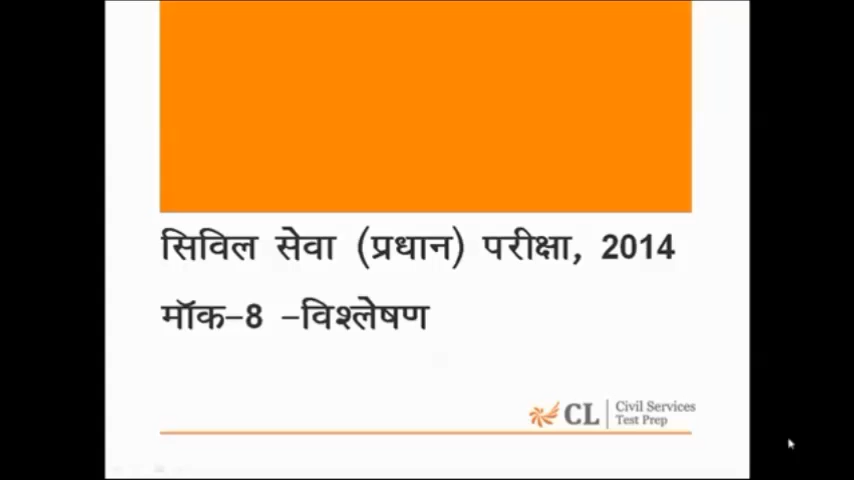 सिविल सेवा (प्रधान) परीक्षा, 2014
मॉक-8 -विश्लेषण
CL
Civil Services
Test Prep